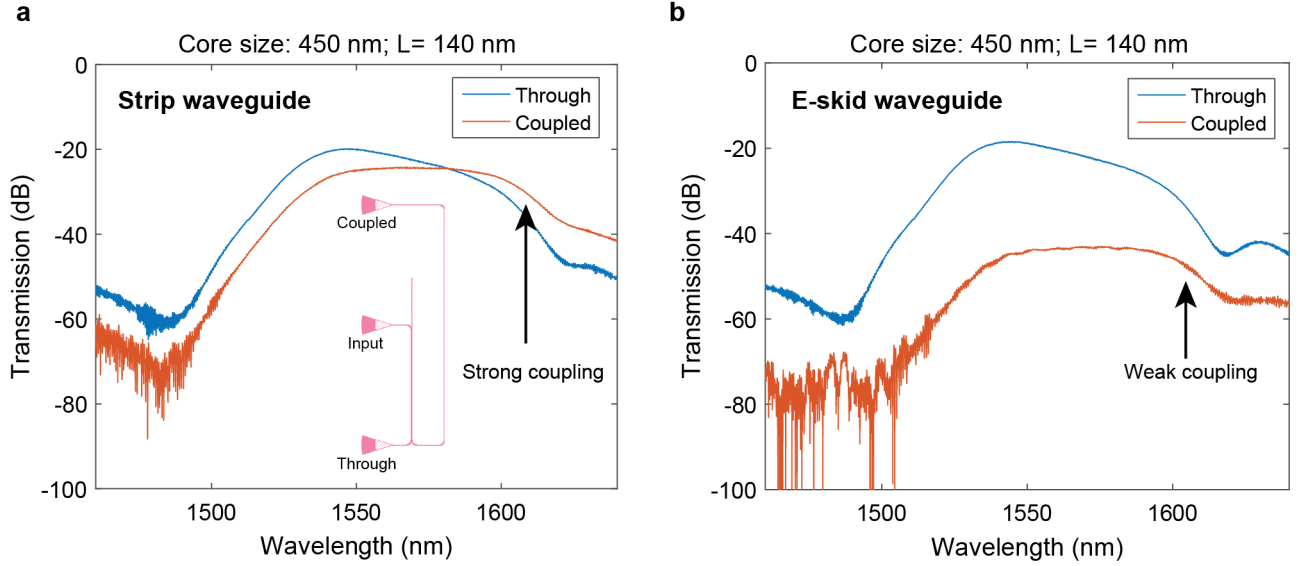 a
Core size: 450 nm; L= 140 nm
Strip waveguide
Through
Coupled
Transmission (dB)
0
-20
-40
-60
-80
-100
1500
1550
1600
Wavelength (nm)
Coupled
Input
Through
Strong coupling
b
Core size: 450 nm; L= 140 nm
E-skid waveguide
Through
Coupled
Transmission (dB)
0
-20
-40
-60
-80
-100
1500
1550
1600
Wavelength (nm)
Weak coupling